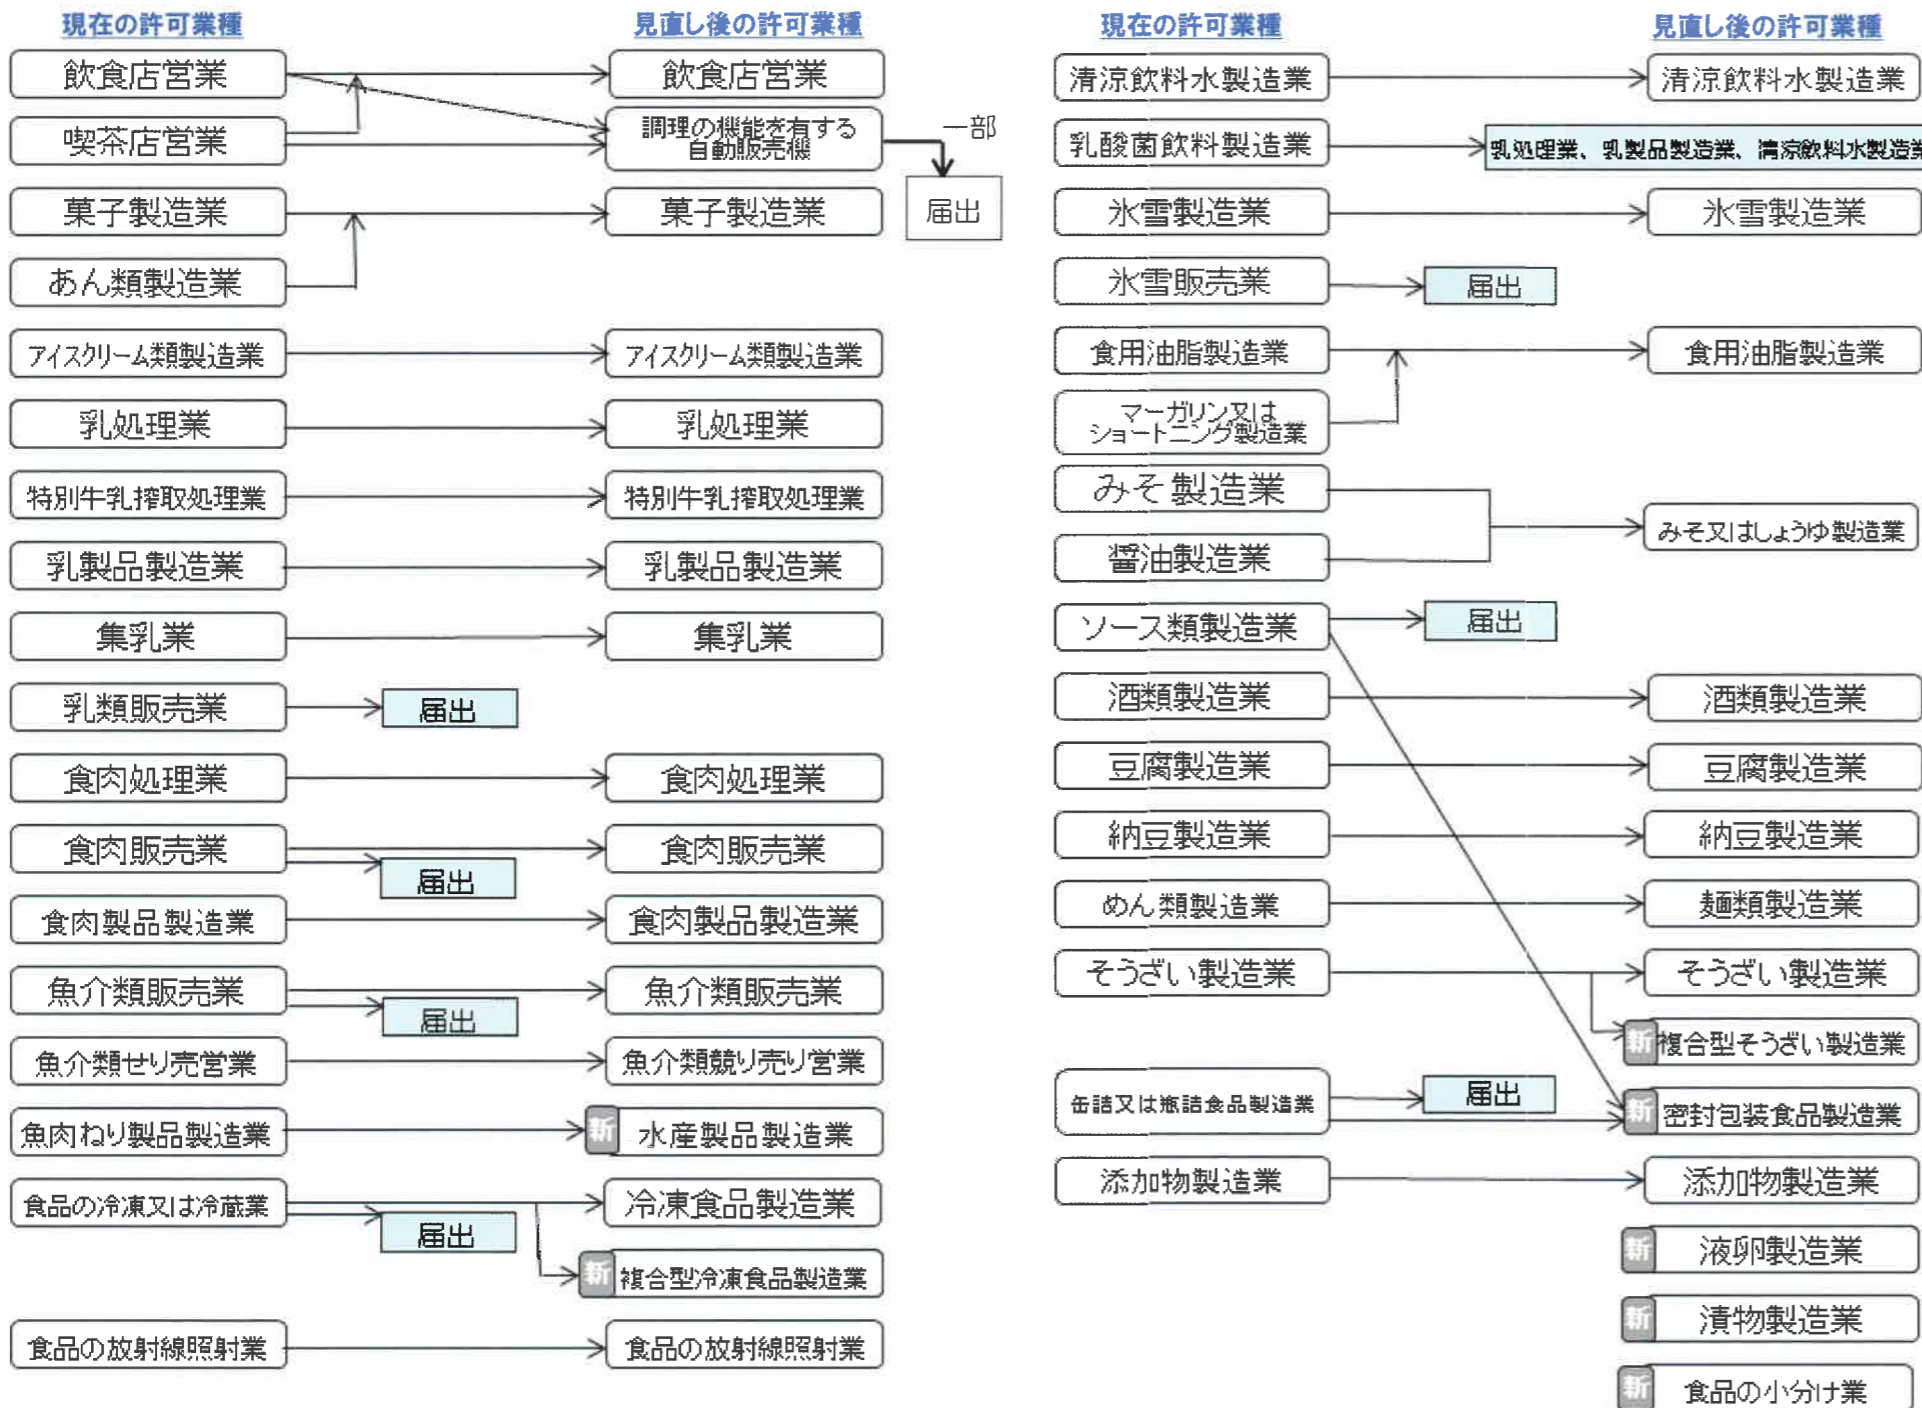 現在の許可業種
見直し後の許可業種
飲食店営業
飲食店営業
喫茶店営業
調理の機能を有する
自動販売機
一部
届出
菓子製造業
菓子製造業
あん類製造業
アイスクリーム類製造業
アイスクリーム類製造業
乳処理業
乳処理業
特別牛乳搾取処理業
特別牛乳搾取処理業
乳製品製造業
乳製品製造業
集乳業
集乳業
乳類販売業
届出
食肉処理業
食肉処理業
食肉販売業
食肉販売業
届出
食肉製品製造業
食肉製品製造業
魚介類販売業
魚介類販売業
届出
魚介類せり売営業
魚介類競り売り営業
魚肉ねり製品製造業
新 水産製品製造業
食品の冷凍又は冷蔵業
冷凍食品製造業
届出
新 複合型冷凍食品製造業
食品の放射線照射業
食品の放射線照射業
現在の許可業種
見直し後の許可業種
清涼飲料水製造業
清涼飲料水製造業
乳酸菌飲料製造業
乳処理業、乳製品製造業、清涼飲料水製造業
氷雪製造業
氷雪製造業
氷雪販売業
届出
食用油脂製造業
食用油脂製造業
マーガリン又は
ショートニング製造業
みそ製造業
みそ又はしょうゆ製造業
醤油製造業
ソース類製造業
届出
酒類製造業
酒類製造業
豆腐製造業
豆腐製造業
納豆製造業
納豆製造業
めん類製造業
麺類製造業
そうざい製造業
そうざい製造業
新 複合型そうざい製造業
缶詰又は瓶詰食品製造業
届出
新 密封包装食品製造業
添加物製造業
添加物製造業
新 液卵製造業
新 漬物製造業
新 食品の小分け業